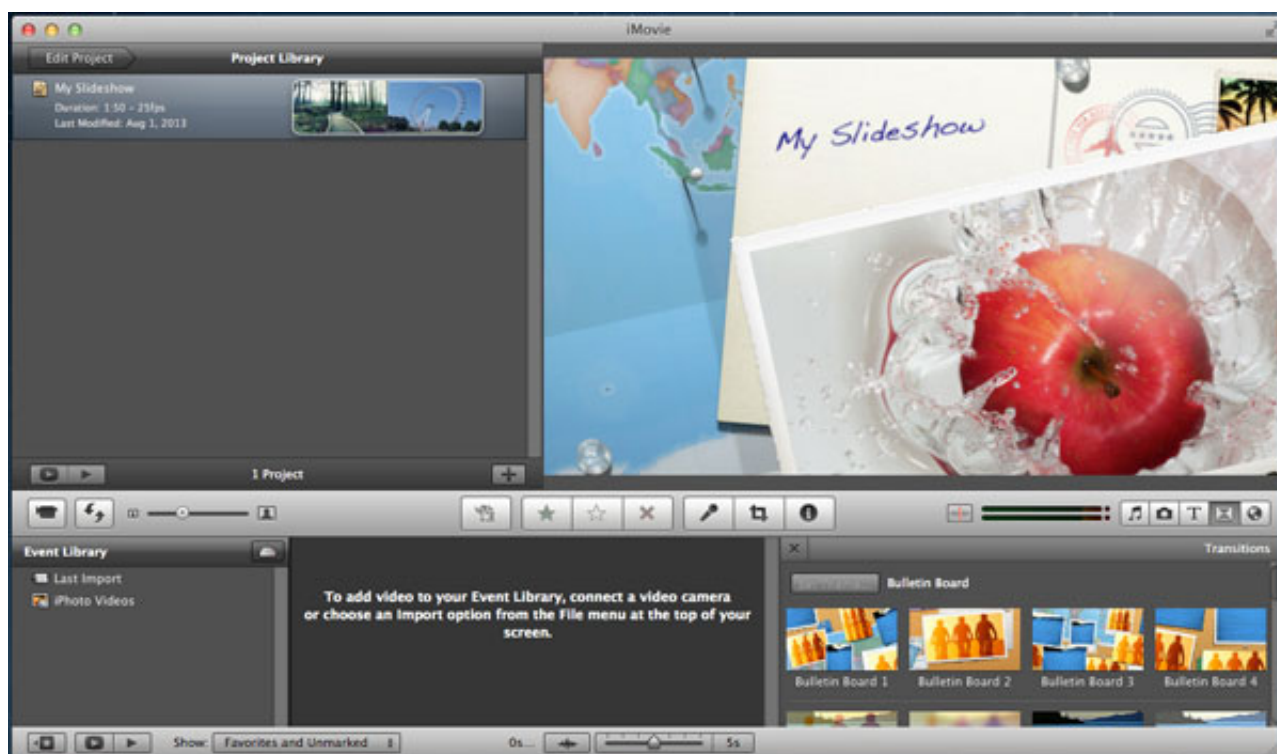 iMovie
Edit Project
Project Library
My Slideshow
Duration: 1:50 - 25fps
Last Modified: Aug 1, 2013
My Slideshow
1 Project
T
Event Library
Transitions
Last Import
iPhoto Videos
To add video to your Event Library, connect a video camera
or choose an Import option from the File menu at the top of your
screen.
Bulletin Board
Bulletin Board 1
Bulletin Board 2
Bulletin Board 3
Bulletin Board 4
Show: Favorites and Unmarked
0s...
5s